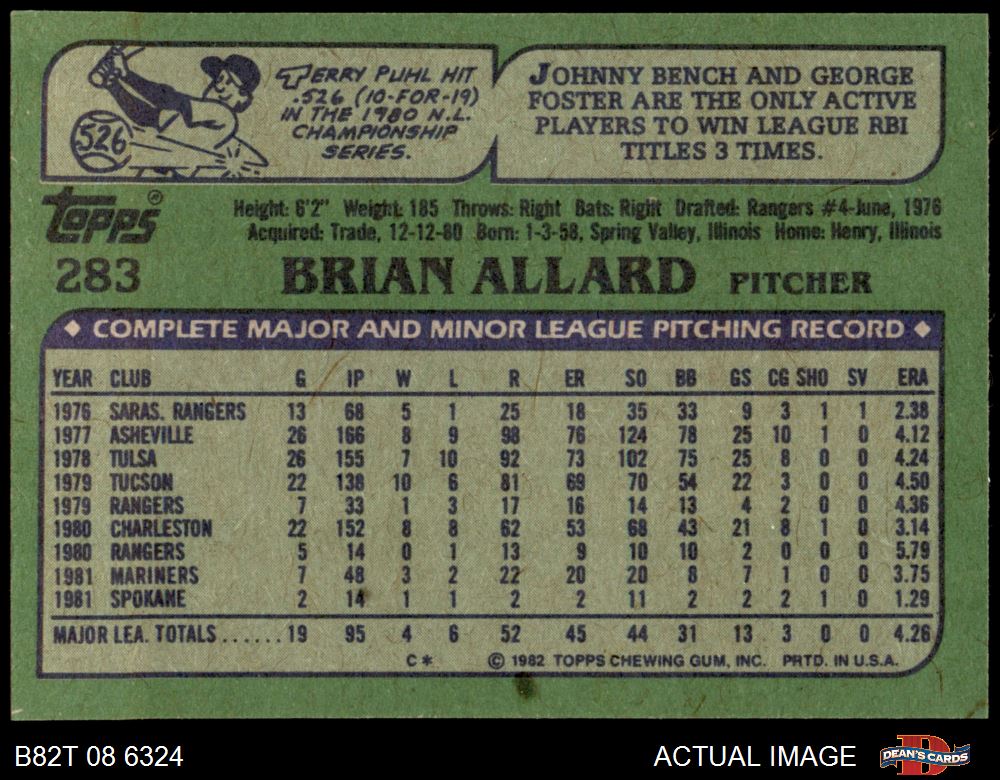 TERRY PUHL HIT
.526 (10-FOR-19)
IN THE 1980 N.L.
CHAMPIONSHIP
SERIES.
526
JOHNNY BENCH AND GEORGE
FOSTER ARE THE ONLY ACTIVE
PLAYERS TO WIN LEAGUE RBI
TITLES 3 TIMES.
TOPPS®
283
Height: 6'2" Weight: 185 Throws: Right Bats: Right Drafted: Rangers #4-June, 1976
Acquired: Trade, 12-12-80 Born: 1-3-58, Spring Valley, Illinois Home: Henry, Illinois
BRIAN ALLARD PITCHER
◆ COMPLETE MAJOR AND MINOR LEAGUE PITCHING RECORD ◆
YEAR CLUB G IP W L R ER SO BB GS CG SHO SV ERA
1976 SARAS. RANGERS 13 68 5 1 25 18 35 33 9 3 1 1 2.38
1977 ASHEVILLE 26 166 8 9 98 76 124 78 25 10 1 0 4.12
1978 TULSA 26 155 7 10 92 73 102 75 25 8 0 0 4.24
1979 TUCSON 22 138 10 6 81 69 70 54 22 3 0 0 4.50
1979 RANGERS 7 33 1 3 17 16 14 13 4 2 0 0 4.36
1980 CHARLESTON 22 152 8 8 62 53 68 43 21 8 1 0 3.14
1980 RANGERS 5 14 0 1 13 9 10 10 2 0 0 0 5.79
1981 MARINERS 7 48 3 2 22 20 20 8 7 1 0 0 3.75
1981 SPOKANE 2 14 1 1 2 2 11 2 2 2 1 0 1.29
MAJOR LEA. TOTALS ...... 19 95 4 6 52 45 44 31 13 3 0 0 4.26
C* © 1982 TOPPS CHEWING GUM, INC. PRTD. IN U.S.A.
B82T 08 6324 ACTUAL IMAGE DEAN'S CARDS